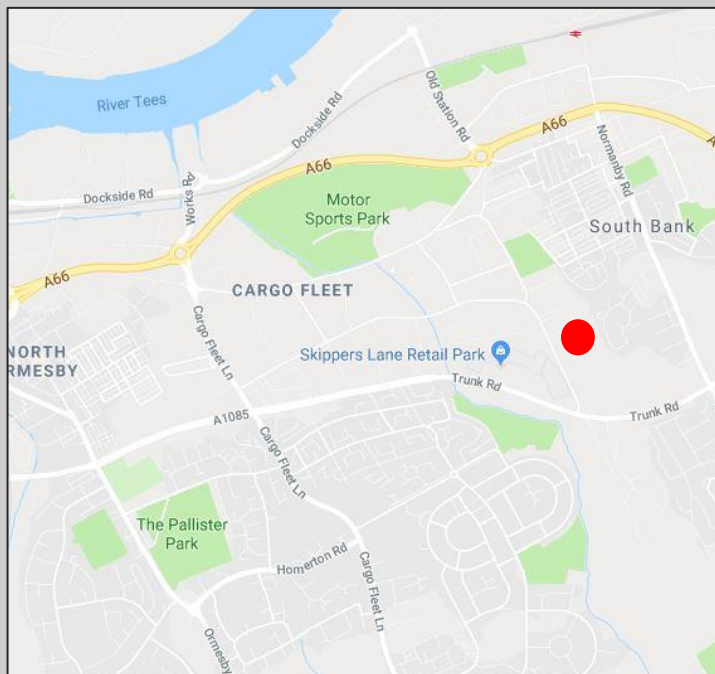 River Tees
Dockside Rd
Old Station Rd
A66
Normanby Rd
A66
A
Dockside Rd
Works R
Motor
Sports Park
South Bank
A66
CARGO FLEET
NORTH
RMESBY
Cargo Fleet Ln
Skippers Lane Retail Park
Trunk Rd
Trunk Rd
A1085
Cargo Fleet Ln
The Pallister
Park
Homerton Rd
Cargo Fleet Ln
Ormesby